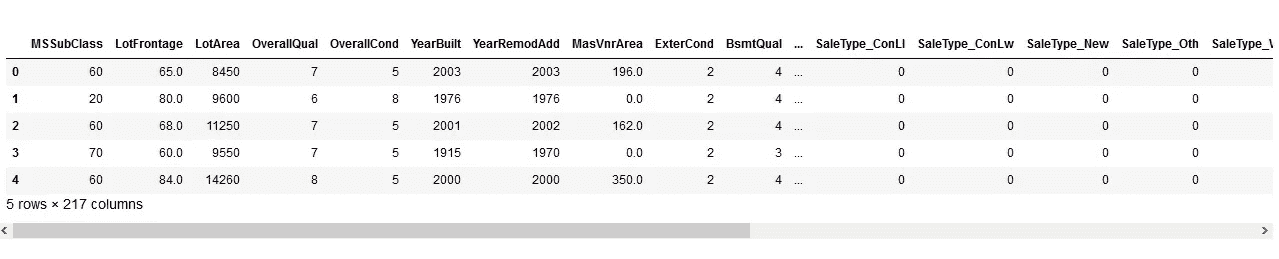 MSSubClass LotFrontage LotArea OverallQual OverallCond YearBuilt YearRemodAdd MasVnrArea ExterCond BsmtQual ... SaleType_ConLI SaleType_ConLw SaleType_New SaleType_Oth SaleType_
0 60 65.0 8450 7 5 2003 2003 196.0 2 4 ... 0 0 0 0
1 20 80.0 9600 6 8 1976 1976 0.0 2 4 ... 0 0 0 0
2 60 68.0 11250 7 5 2001 2002 162.0 2 4 ... 0 0 0 0
3 70 60.0 9550 7 5 1915 1970 0.0 2 3 ... 0 0 0 0
4 60 84.0 14260 8 5 2000 2000 350.0 2 4 ... 0 0 0 0
5 rows × 217 columns